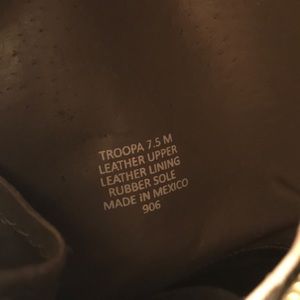 TROOPA 7.5 M
LEATHER UPPER
LEATHER LINING
RUBBER SOLE
MADE IN MEXICO
906